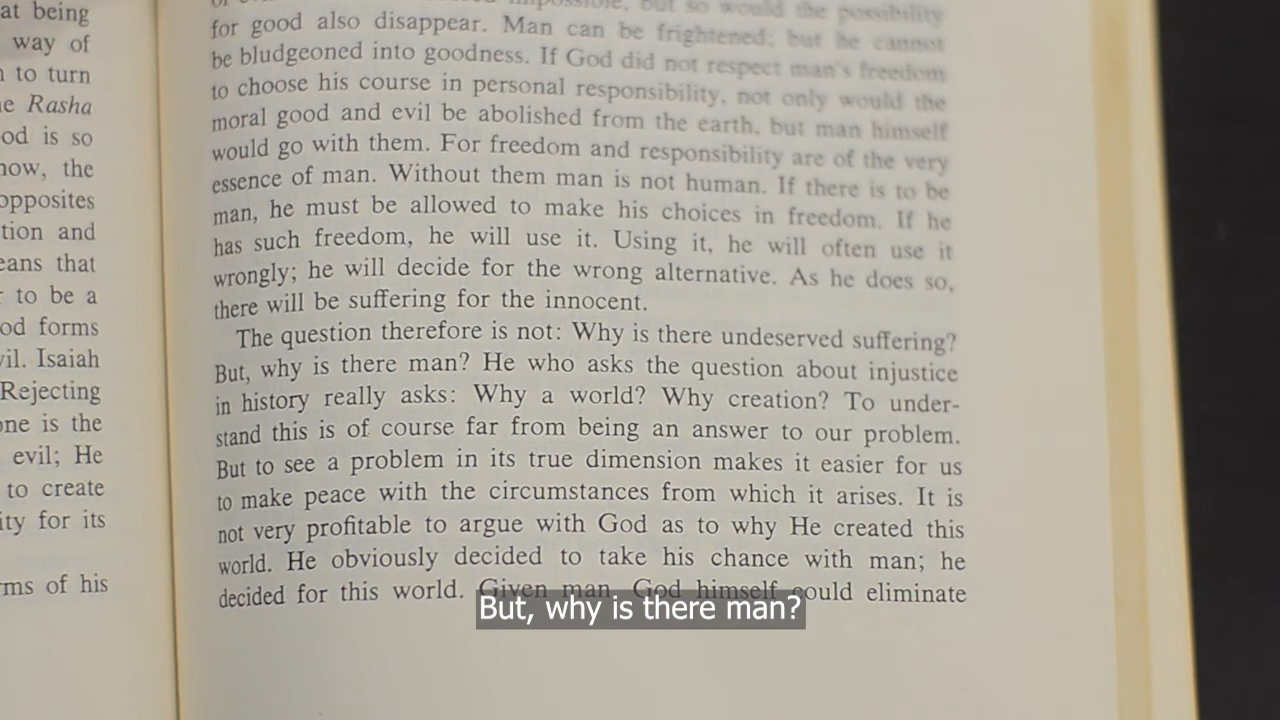 at being
way of
to turn
Rasha
od is so
now, the
opposites
tion and
eans that
to be a
od forms
vil. Isaiah
Rejecting
one is the
evil; He
to create
ity for its
rms of his
but so would the possibility
for good also disappear. Man can be frightened; but he cannot
be bludgeoned into goodness. If God did not respect man's freedom
to choose his course in personal responsibility, not only would the
moral good and evil be abolished from the earth, but man himself
would go with them. For freedom and responsibility are of the very
essence of man. Without them man is not human. If there is to be
man, he must be allowed to make his choices in freedom. If he
has such freedom, he will use it. Using it, he will often use it
wrongly; he will decide for the wrong alternative. As he does so,
there will be suffering for the innocent.
The question therefore is not: Why is there undeserved suffering?
But, why is there man? He who asks the question about injustice
in history really asks: Why a world? Why creation? To under-
stand this is of course far from being an answer to our problem.
But to see a problem in its true dimension makes it easier for us
to make peace with the circumstances from which it arises. It is
not very profitable to argue with God as to why He created this
world. He obviously decided to take his chance with man; he
decided for this world. Given man, God himself could eliminate
But, why is there man?